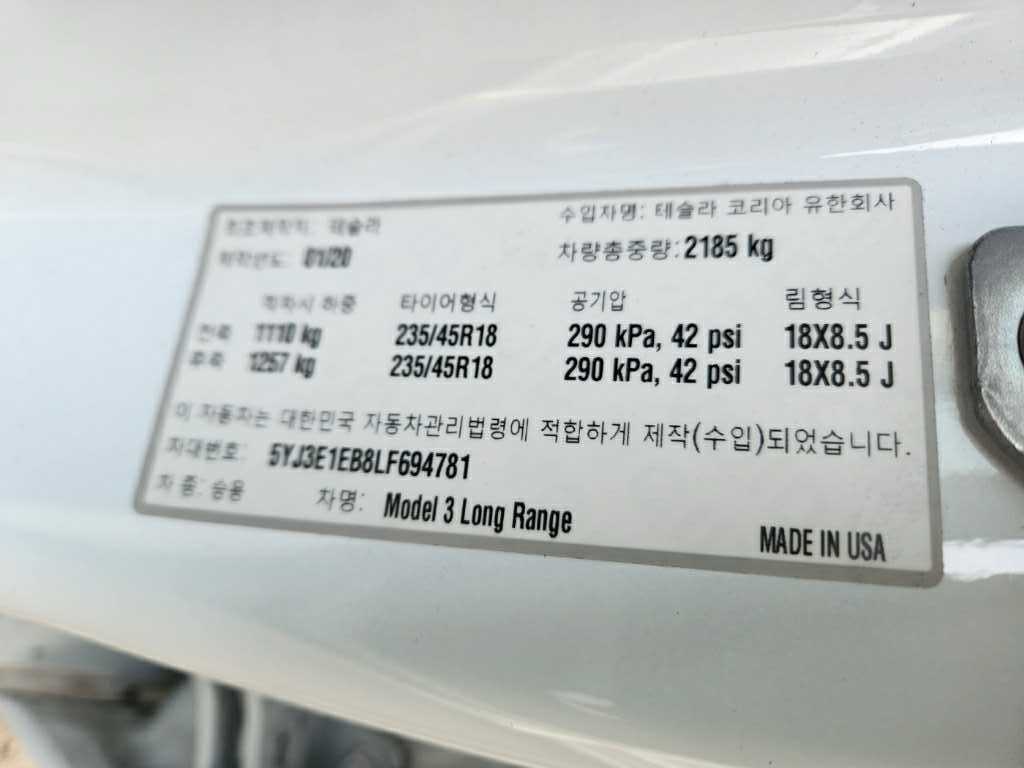 최초제작자: 테슬라
수입자명: 테슬라 코리아 유한회사
제작년도: 01/20
차량총중량: 2185 kg
적차시 하중 타이어형식 공기압 림형식
전축 1110 kg 235/45R18 290 kPa, 42 psi 18X8.5 J
후축 1257 kg 235/45R18 290 kPa, 42 psi 18X8.5 J
이 자동차는 대한민국 자동차관리법령에 적합하게 제작(수입)되었습니다.
차대번호: 5YJ3E1EB8LF694781
차 종: 승용 차명: Model 3 Long Range
MADE IN USA